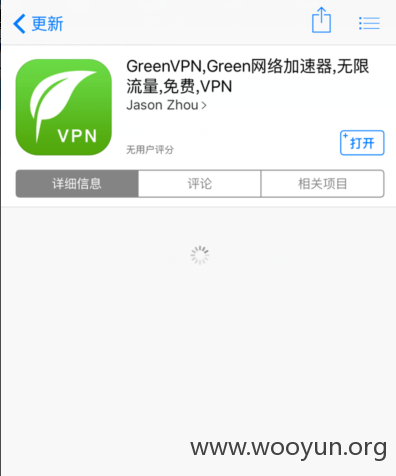 更新
GreenVPN,Green网络加速器,无限
流量,免费,VPN
Jason Zhou
VPN
无用户评分
+打开
详细信息
评论
相关项目
www.wooyun.org